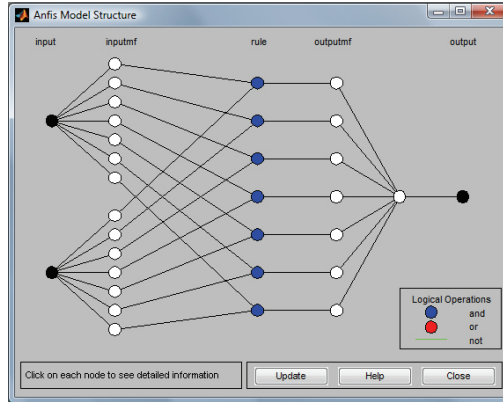 Anfis Model Structure
input inputmf rule outputmf output
Logical Operations
and
or
not
Click on each node to see detailed information
Update Help Close